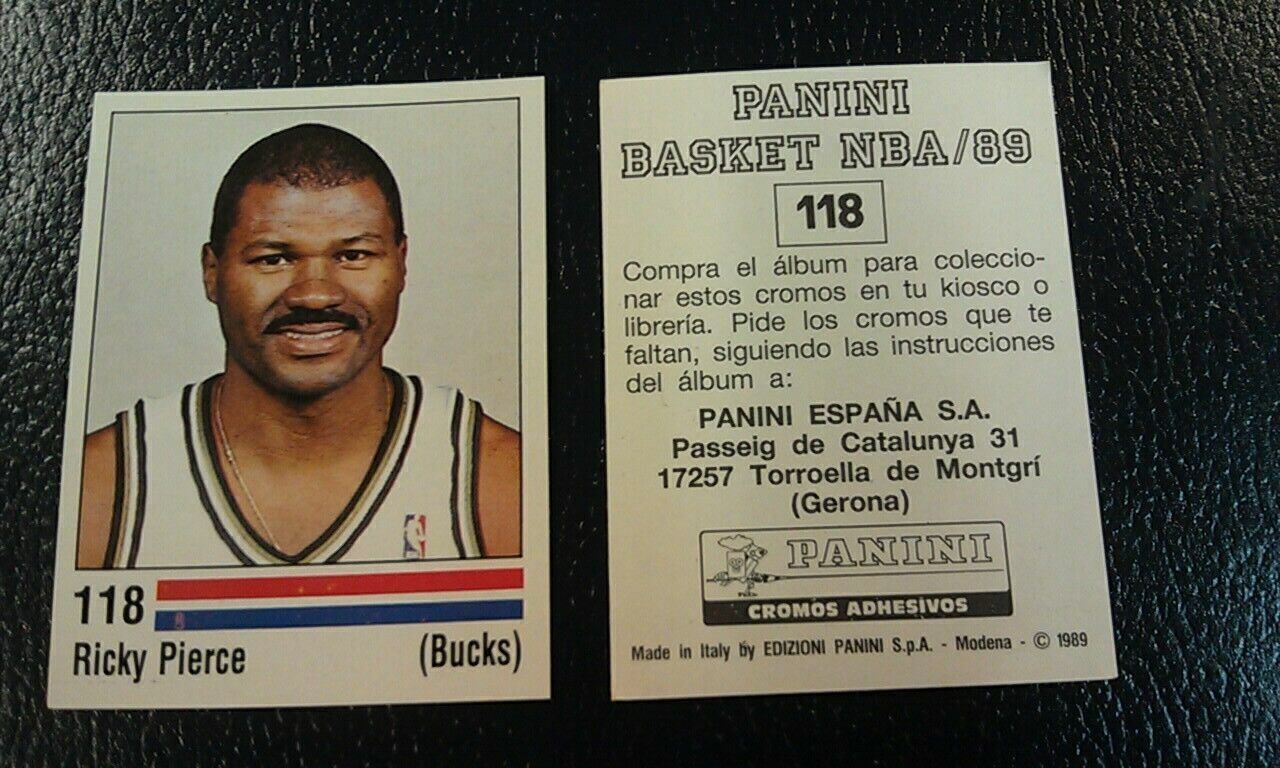 118
Ricky Pierce (Bucks)
PANINI
BASKET NBA/89
118
Compra el álbum para coleccio-
nar estos cromos en tu kiosco o
librería. Pide los cromos que te
faltan, siguiendo las instrucciones
del álbum a:
PANINI ESPAÑA S.A.
Passeig de Catalunya 31
17257 Torroella de Montgrí
(Gerona)
PANINI
CROMOS ADHESIVOS
Made in Italy by EDIZIONI PANINI S.p.A. - Modena - © 1989